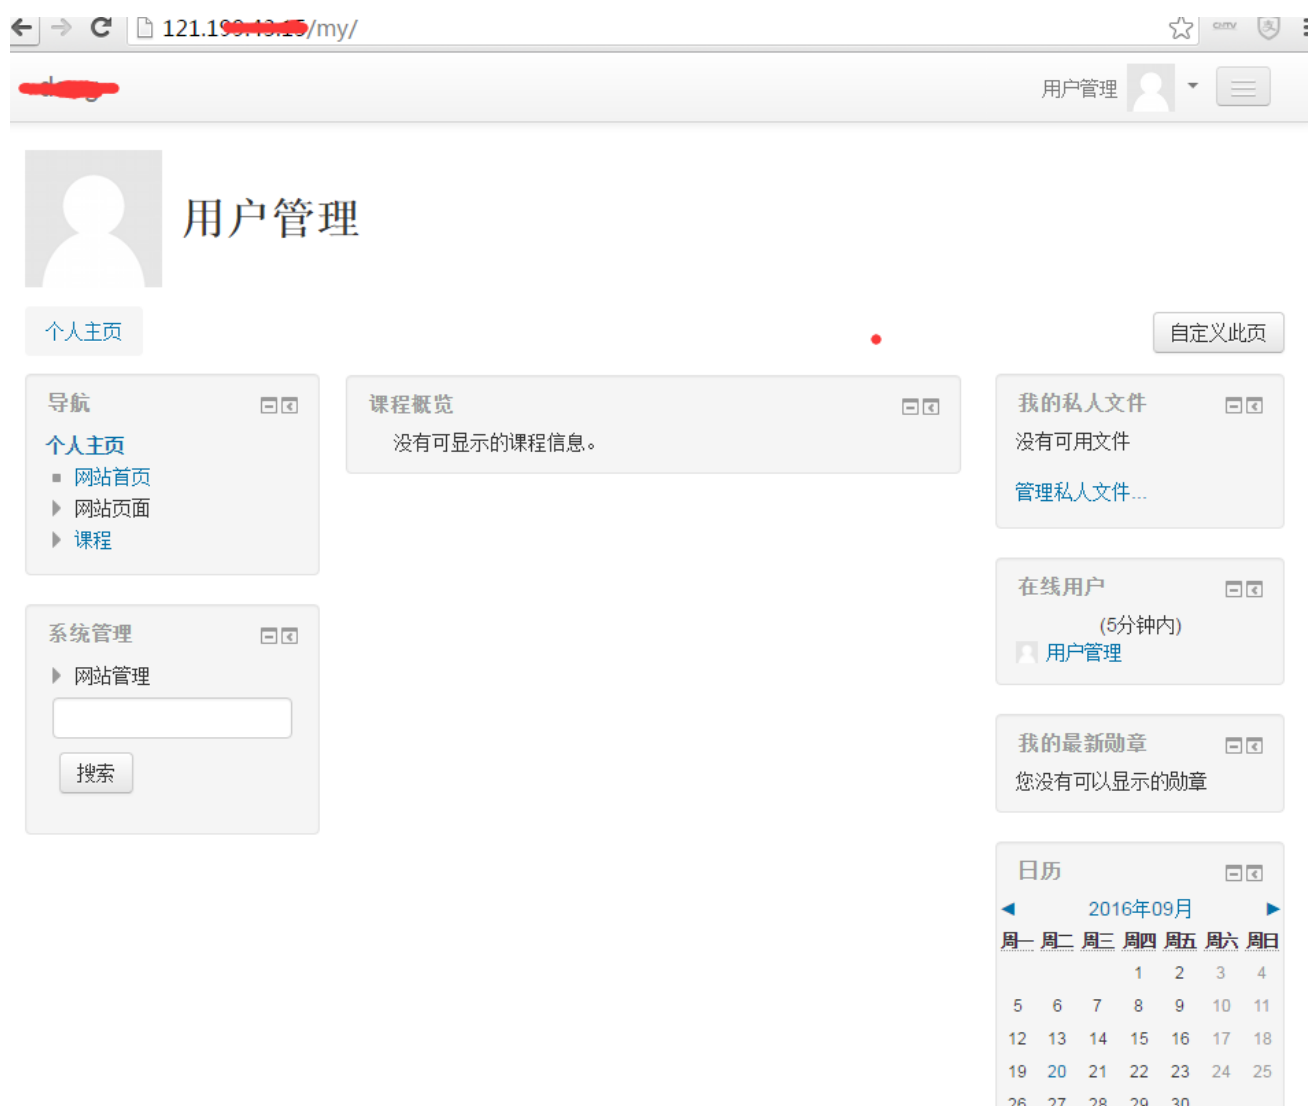 121.19
/my/
CNTV
用户管理
用户管理
个人主页
自定义此页
导航
个人主页
网站首页
网站页面
课程
系统管理
网站管理
搜索
课程概览
没有可显示的课程信息。
我的私人文件
没有可用文件
管理私人文件...
在线用户
(5分钟内)
用户管理
我的最新勋章
您没有可以显示的勋章
日历
◀ 2016年09月 ▶
周一 周二 周三 周四 周五 周六 周日
1 2 3 4
5 6 7 8 9 10 11
12 13 14 15 16 17 18
19 20 21 22 23 24 25
26 27 28 29 30